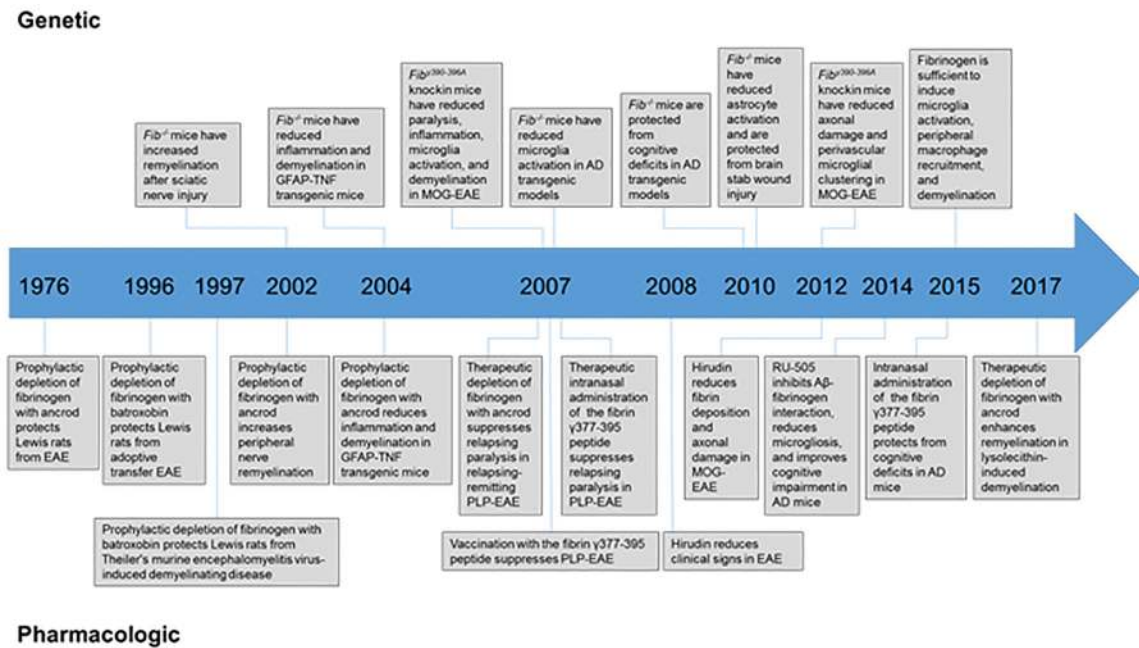 Genetic
Fib-/- mice have
increased
remyelination
after sciatic
nerve injury
Fib-/- mice have
reduced
inflammation and
demyelination in
GFAP-TNF
transgenic mice
Fibγ390-396A
knockin mice
have reduced
paralysis,
inflammation,
microglia
activation, and
demyelination
in MOG-EAE
Fib-/- mice have
reduced
microglia
activation in AD
transgenic
models
Fib-/- mice are
protected
from
cognitive
deficits in AD
transgenic
models
Fib-/- mice
have
reduced
astrocyte
activation
and are
protected
from brain
stab wound
injury
Fibγ390-396A
knockin mice
have reduced
axonal
damage and
perivascular
microglial
clustering in
MOG-EAE
Fibrinogen is
sufficient to
induce
microglia
activation,
peripheral
macrophage
recruitment,
and
demyelination
1976 1996 1997 2002 2004 2007 2008 2010 2012 2014 2015 2017
Prophylactic
depletion of
fibrinogen
with ancrod
protects
Lewis rats
from EAE
Prophylactic
depletion of
fibrinogen with
batroxobin
protects Lewis
rats from
adoptive
transfer EAE
Prophylactic
depletion of
fibrinogen with
ancrod
increases
peripheral
nerve
remyelination
Prophylactic
depletion of
fibrinogen with
ancrod reduces
inflammation and
demyelination in
GFAP-TNF
transgenic mice
Therapeutic
depletion of
fibrinogen with
ancrod
suppresses
relapsing
paralysis in
relapsing-
remitting
PLP-EAE
Therapeutic
intranasal
administration
of the fibrin
γ377-395
peptide
suppresses
relapsing
paralysis in
PLP-EAE
Hirudin
reduces
fibrin
deposition
and
axonal
damage in
MOG-
EAE
RU-505
inhibits Aβ-
fibrinogen
interaction,
reduces
microgliosis,
and improves
cognitive
impairment in
AD mice
Intranasal
administration
of the fibrin
γ377-395
peptide
protects from
cognitive
deficits in AD
mice
Therapeutic
depletion of
fibrinogen with
ancrod
enhances
remyelination in
lysolecithin-
induced
demyelination
Prophylactic depletion of fibrinogen with
batroxobin protects Lewis rats from
Theiler's murine encephalomyelitis virus-
induced demyelinating disease
Vaccination with the fibrin γ377-395
peptide suppresses PLP-EAE
Hirudin reduces
clinical signs in EAE
Pharmacologic